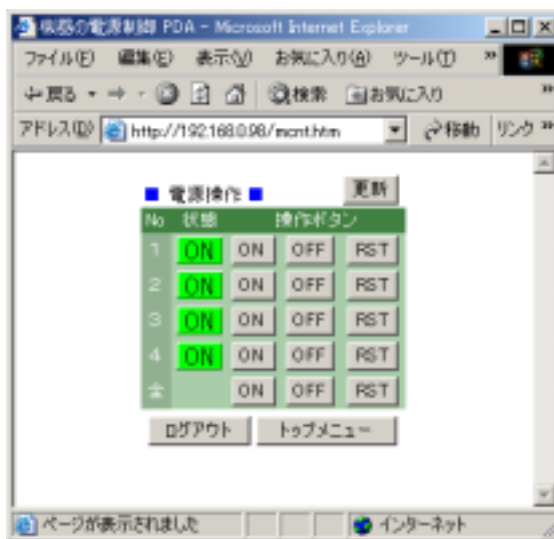 機器の電源制御 PDA - Microsoft Internet Explorer
ファイル(F) 編集(E) 表示(V) お気に入り(A) ツール(T) »
戻る 検索 お気に入り »
アドレス(D) http://192.168.0.98/mcnt.htm 移動 リンク »
■ 電源操作 ■ 更新
No 状態 操作ボタン
1 ON ON OFF RST
2 ON ON OFF RST
3 ON ON OFF RST
4 ON ON OFF RST
全 ON OFF RST
ログアウト トップメニュー
ページが表示されました インターネット